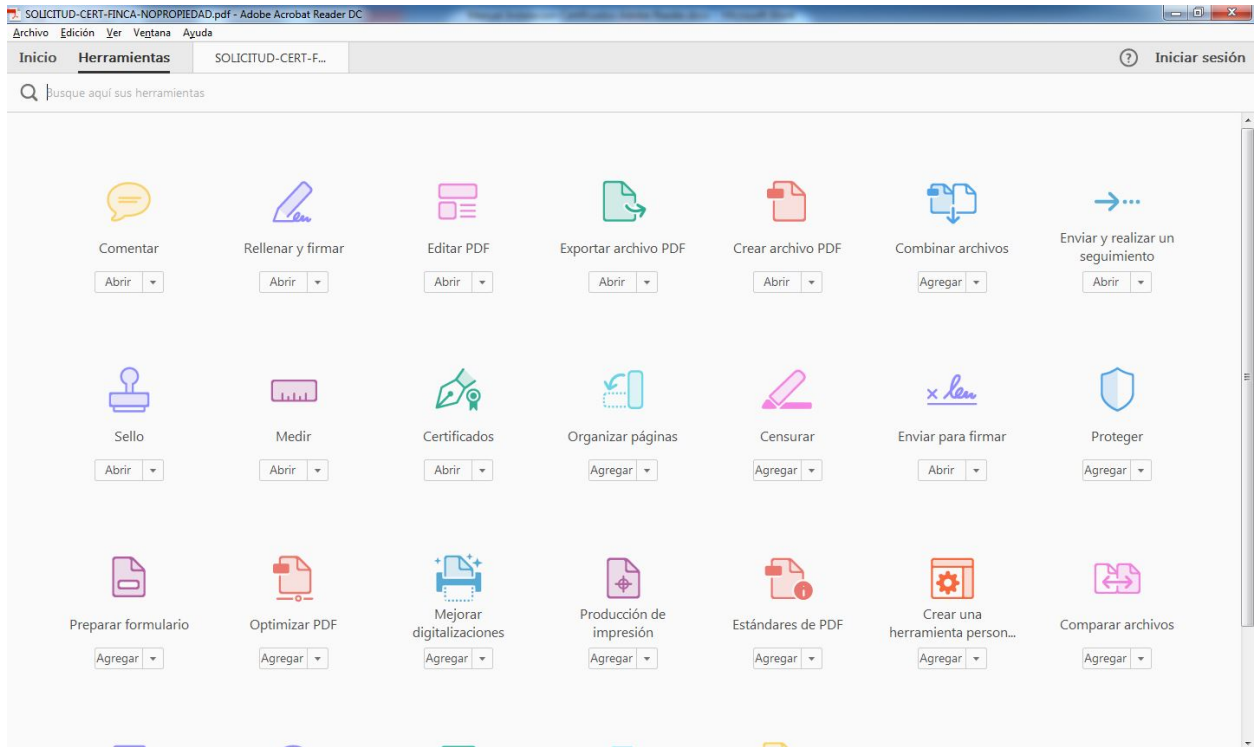 SOLICITUD-CERT-FINCA-NOPROPIEDAD.pdf - Adobe Acrobat Reader DC
Archivo Edición Ver Ventana Ayuda
Inicio Herramientas SOLICITUD-CERT-F... ? Iniciar sesión
Busque aquí sus herramientas
Comentar Rellenar y firmar Editar PDF Exportar archivo PDF Crear archivo PDF Combinar archivos Enviar y realizar un
seguimiento
Abrir Abrir Abrir Abrir Abrir Agregar Abrir
Sello Medir Certificados Organizar páginas Censurar Enviar para firmar Proteger
Abrir Abrir Abrir Agregar Agregar Abrir Agregar
Preparar formulario Optimizar PDF Mejorar
digitalizaciones Producción de
impresión Estándares de PDF Crear una
herramienta person... Comparar archivos
Agregar Agregar Agregar Agregar Agregar Agregar Agregar